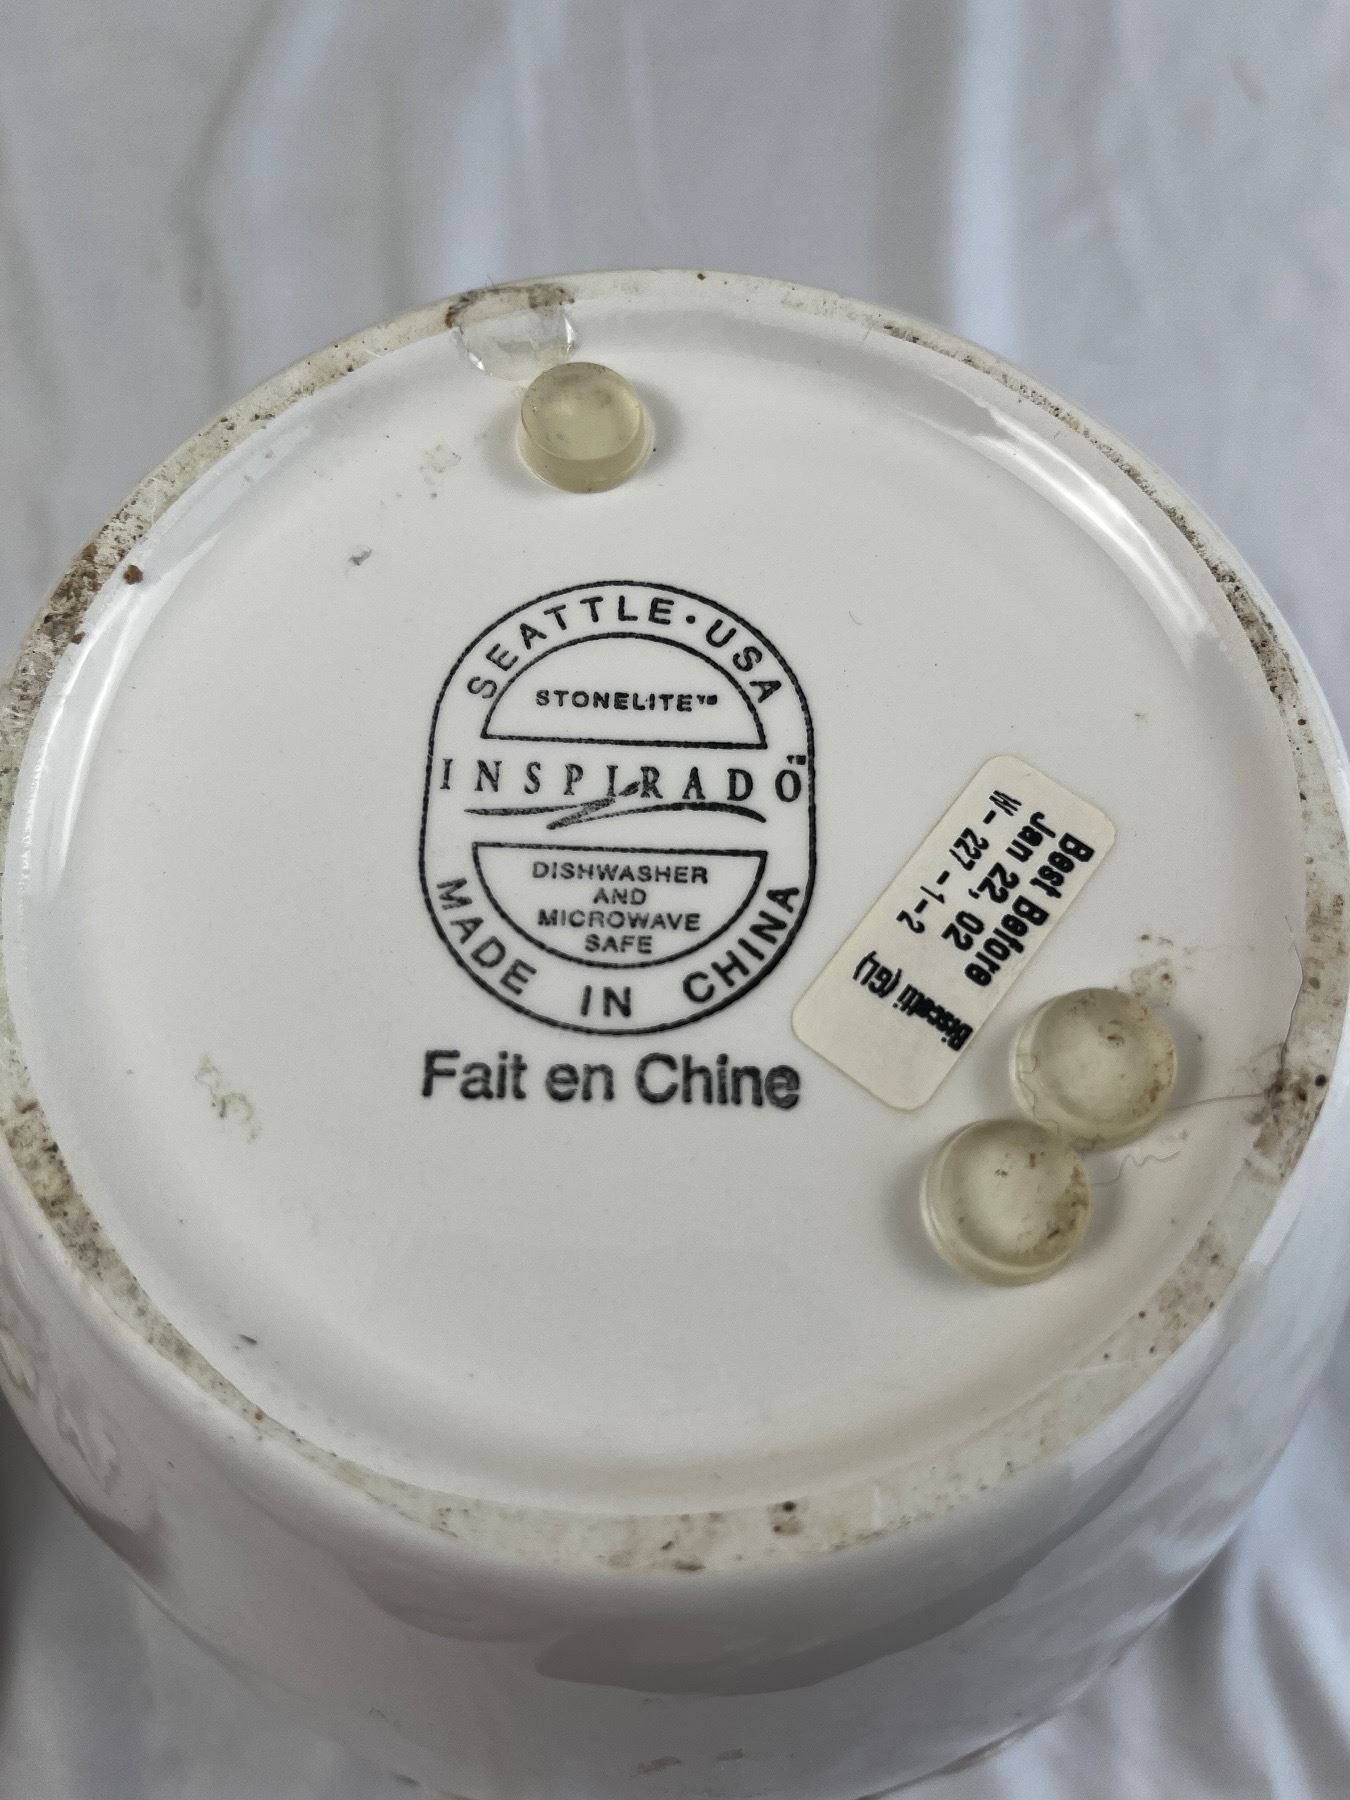 SEATTLE • USA
STONELITE™
INSPIRADO™
DISHWASHER
AND
MICROWAVE
SAFE
MADE IN CHINA
Fait en Chine
Best Before
Jan 22, 02
W-227-1-2
Biscotti (GL)